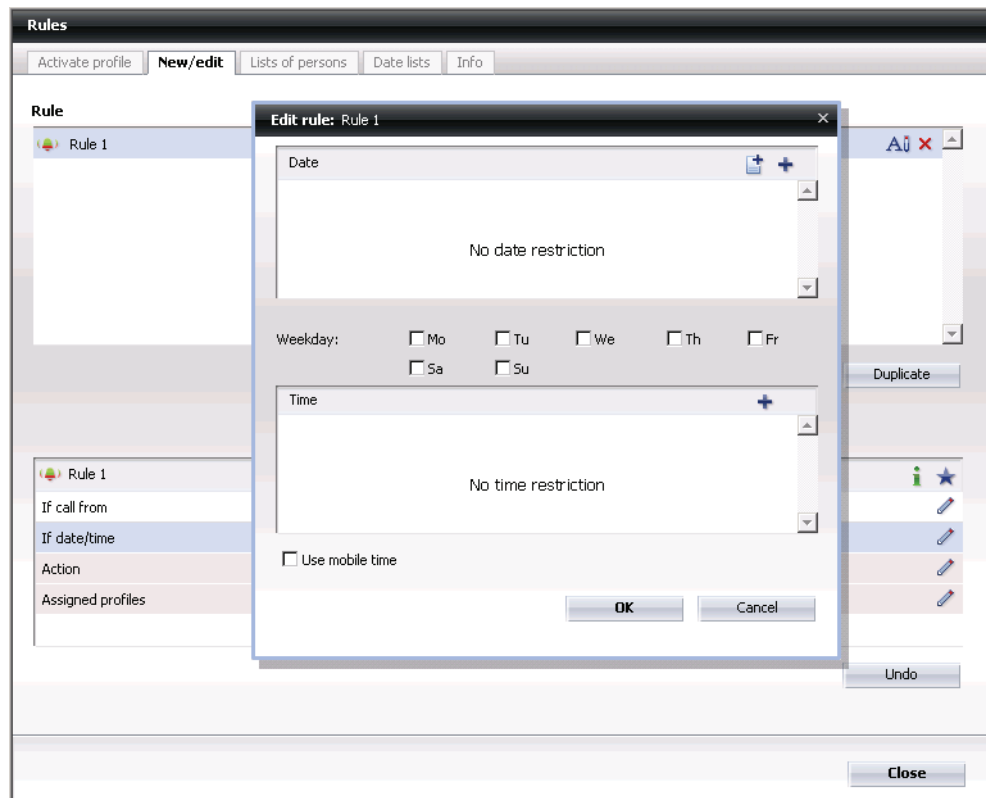 Rules
Activate profile New/edit Lists of persons Date lists Info
Rule
Rule 1
Edit rule: Rule 1
Date
No date restriction
Weekday: Mo Tu We Th Fr
Sa Su
Duplicate
Time
No time restriction
Rule 1
If call from
If date/time
Use mobile time
Action
Assigned profiles
OK Cancel
Undo
Close